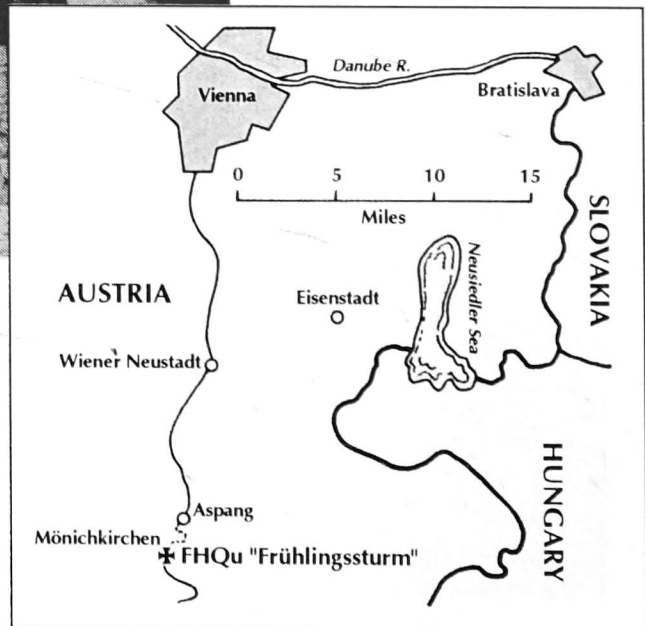 Danube R.
Vienna
Bratislava
0 5 10 15
Miles
SLOVAKIA
Neusiedler Sea
AUSTRIA
Eisenstadt
Wiener Neustadt
HUNGARY
Aspang
Mönichkirchen
FHQu "Frühlingssturm"